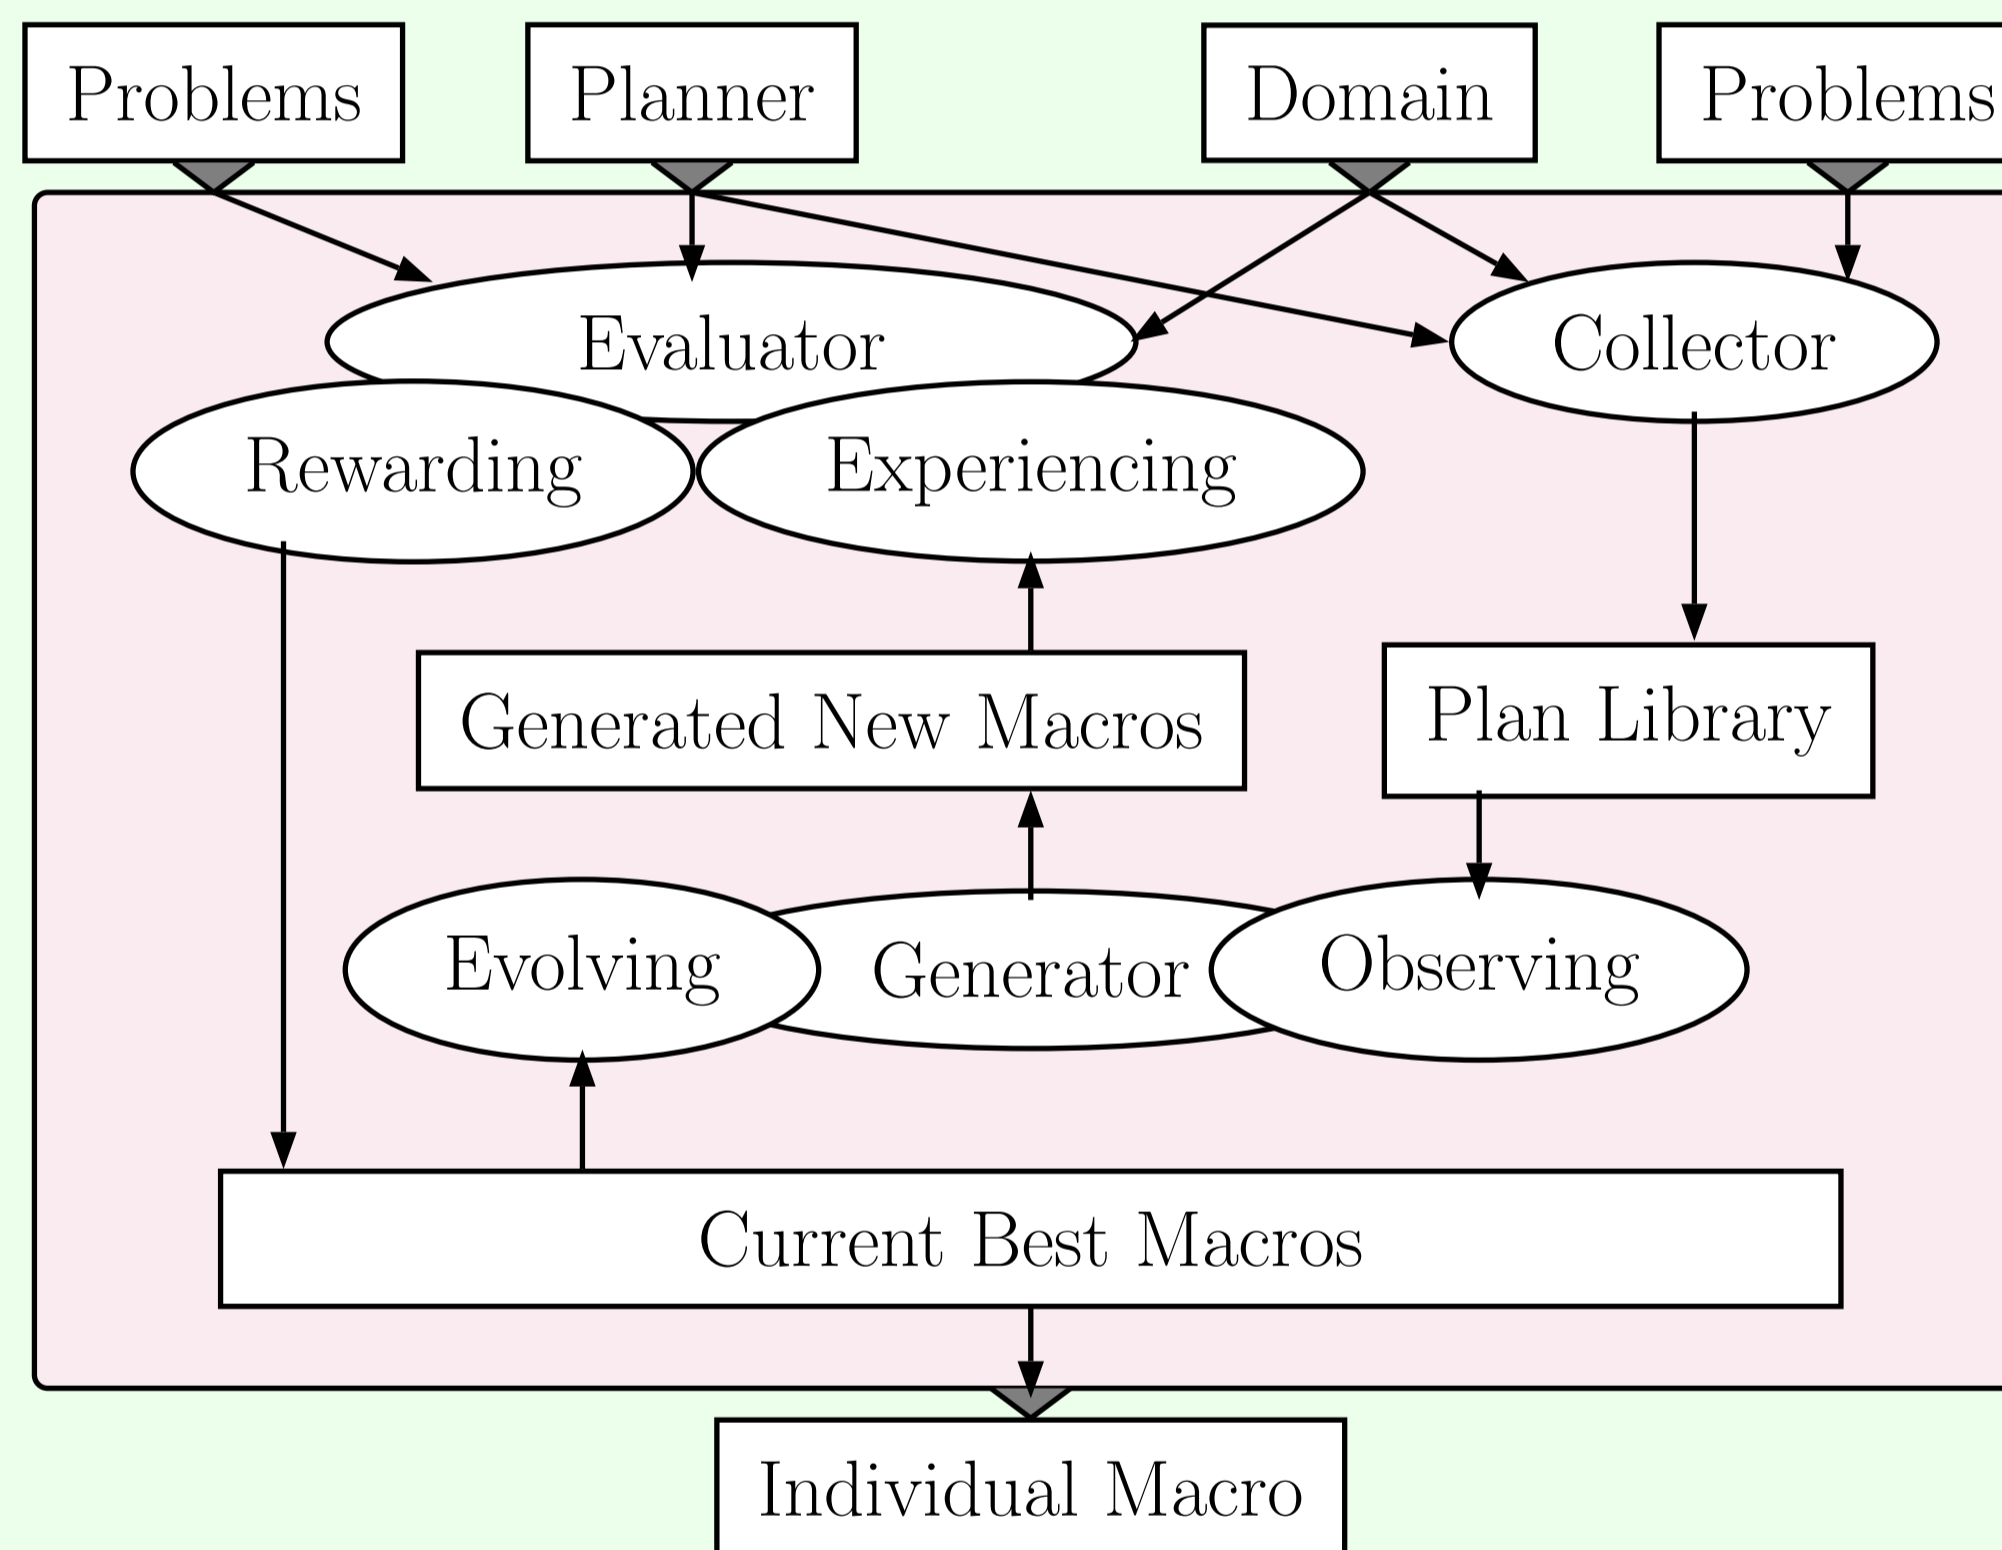 Problems
Planner
Domain
Problems
Evaluator
Collector
Rewarding
Experiencing
Generated New Macros
Plan Library
Evolving
Generator
Observing
Current Best Macros
Individual Macro